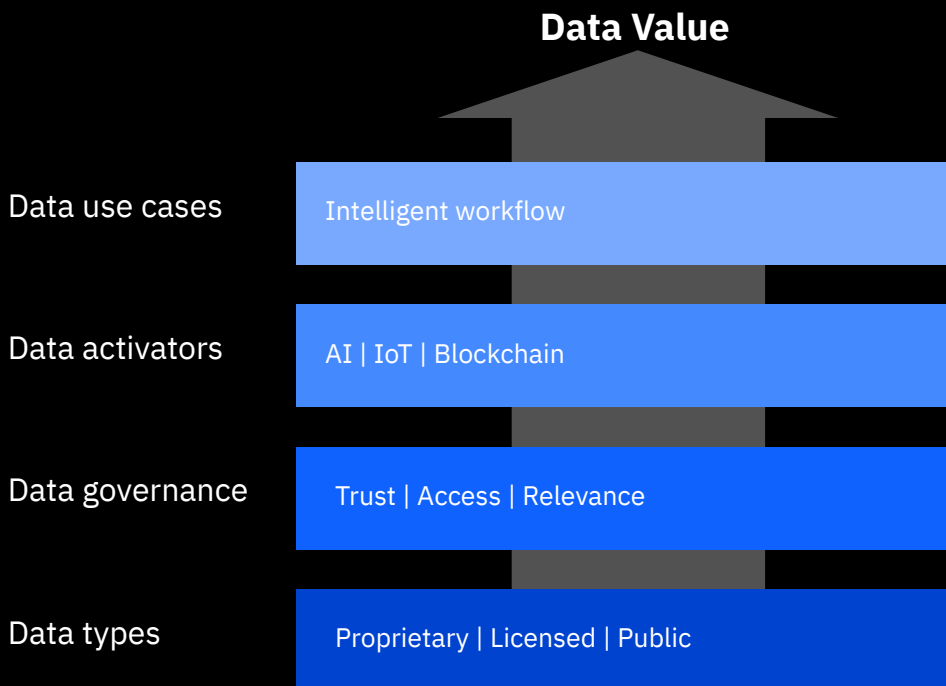 Data Value
Data use cases
Intelligent workflow
Data activators
AI | IoT | Blockchain
Data governance
Trust | Access | Relevance
Data types
Proprietary | Licensed | Public